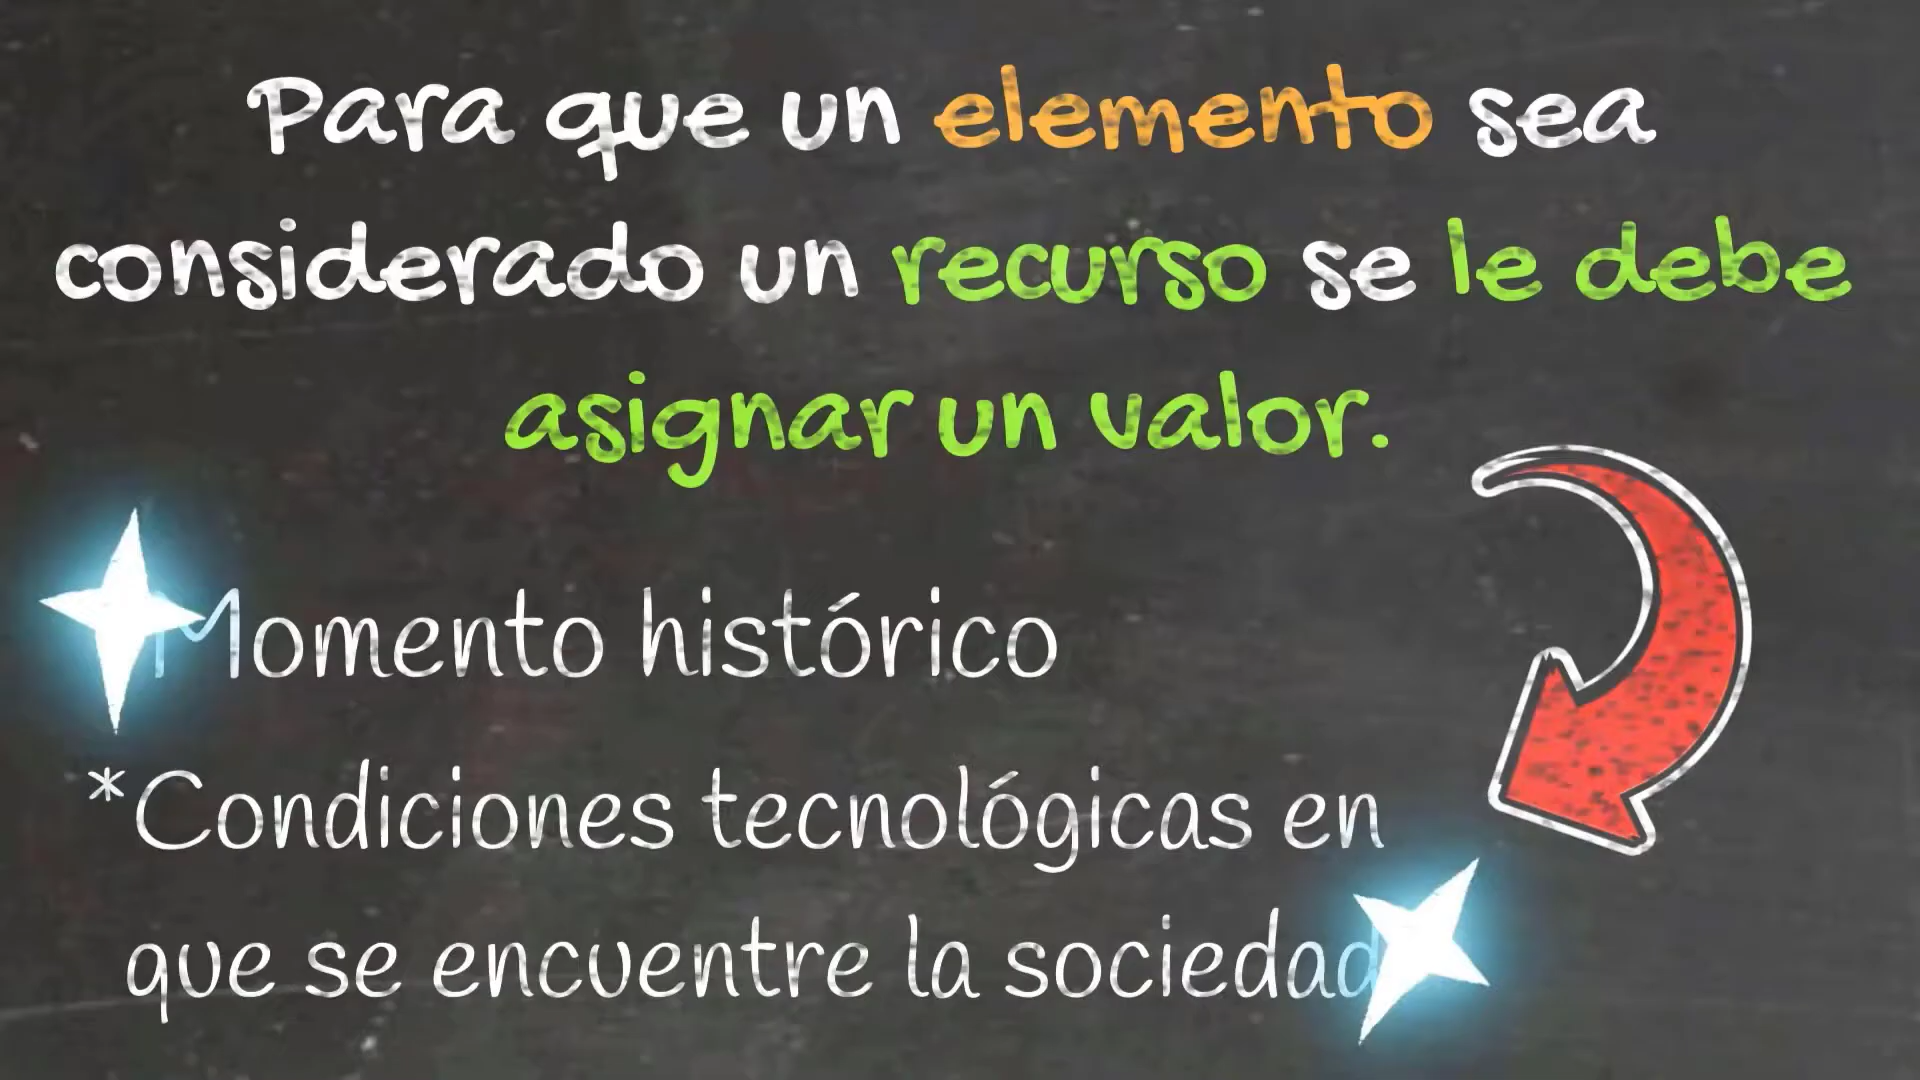 Para que un elemento sea
considerado un recurso se le debe
asignar un valor.
Momento histórico
*Condiciones tecnológicas en
que se encuentre la sociedad